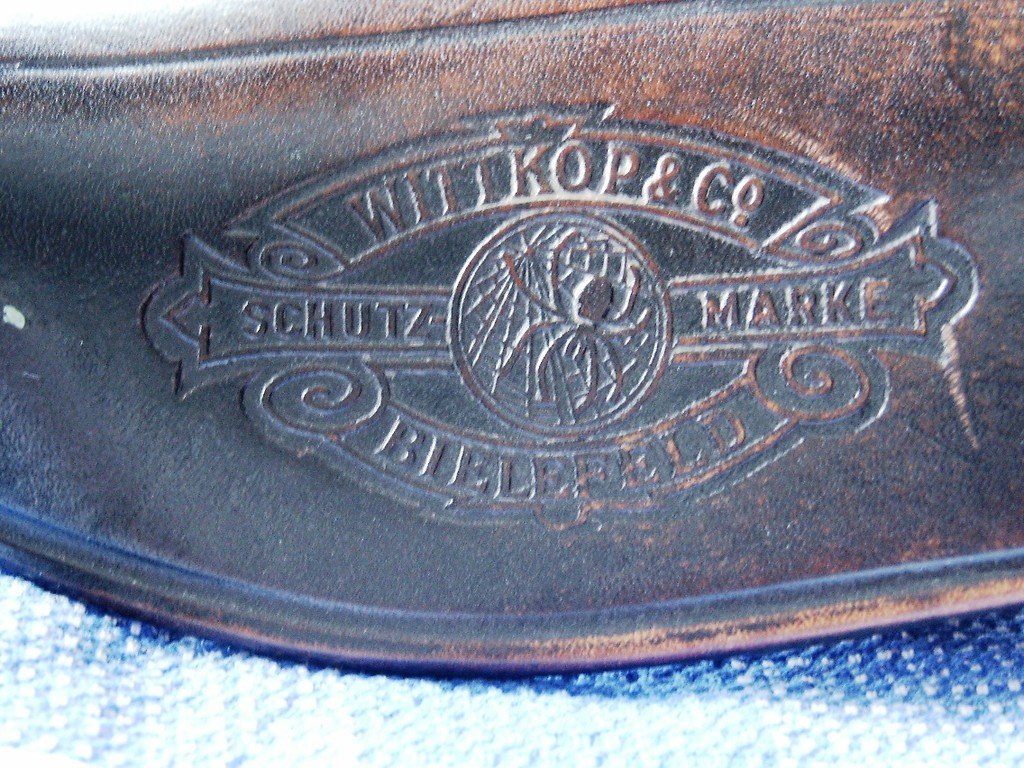 WITTKOP & Co
SCHUTZ- MARKE
BIELEFELD